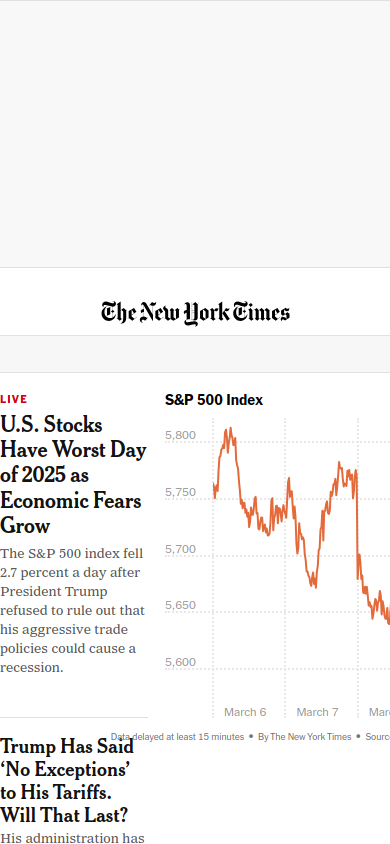 The New York Times
LIVE
U.S. Stocks
Have Worst Day
of 2025 as
Economic Fears
Grow
The S&P 500 index fell
2.7 percent a day after
President Trump
refused to rule out that
his aggressive trade
policies could cause a
recession.
S&P 500 Index
5,800
5,750
5,700
5,650
5,600
March 6
March 7
Data delayed at least 15 minutes • By The New York Times •
Trump Has Said
‘No Exceptions’
to His Tariffs.
Will That Last?
His administration has